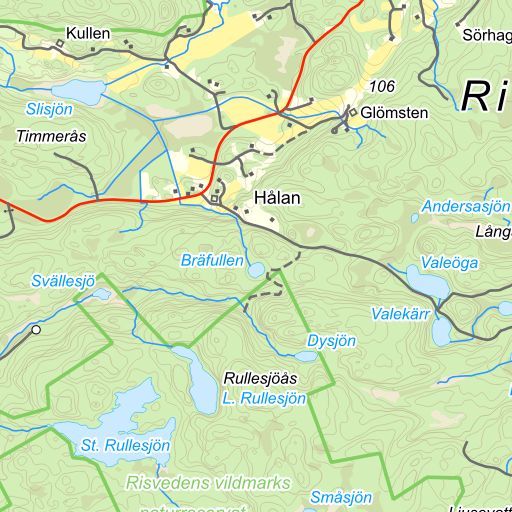 Kullen
Sörhag
106
Ri
Slisjön
Glömsten
Timmerås
Hålan
Andersasjön
Lång
Bräfullen
Valeöga
Svällesjö
Valekärr
Dysjön
Rullesjöås
L. Rullesjön
St. Rullesjön
Risvedens vildmarks
naturreservat
Småsjön